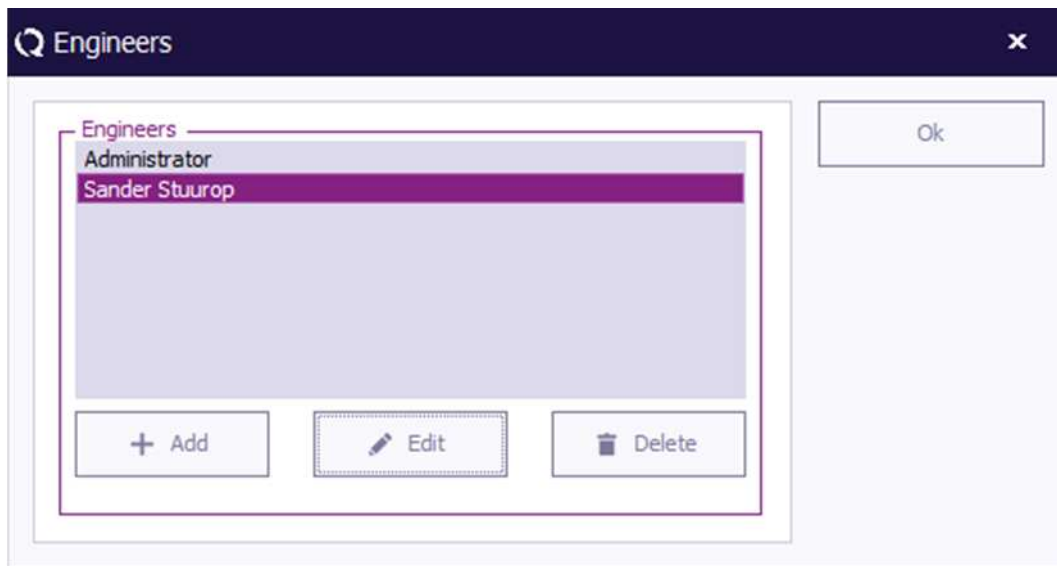 Engineers
Ok
Engineers
Administrator
Sander Stuurop
Add
Edit
Delete